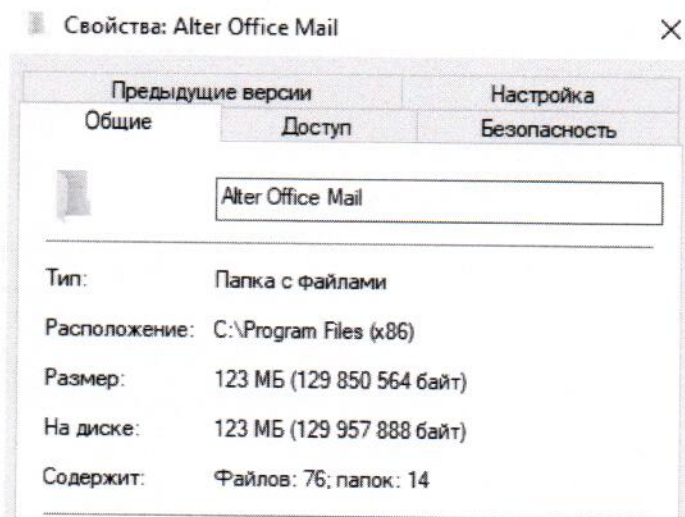 Свойства: Alter Office Mail
Предыдущие версии
Настройка
Общие
Доступ
Безопасность
Alter Office Mail
Тип: Папка с файлами
Расположение: C:\Program Files (x86)
Размер: 123 МБ (129 850 564 байт)
На диске: 123 МБ (129 957 888 байт)
Содержит: Файлов: 76; папок: 14